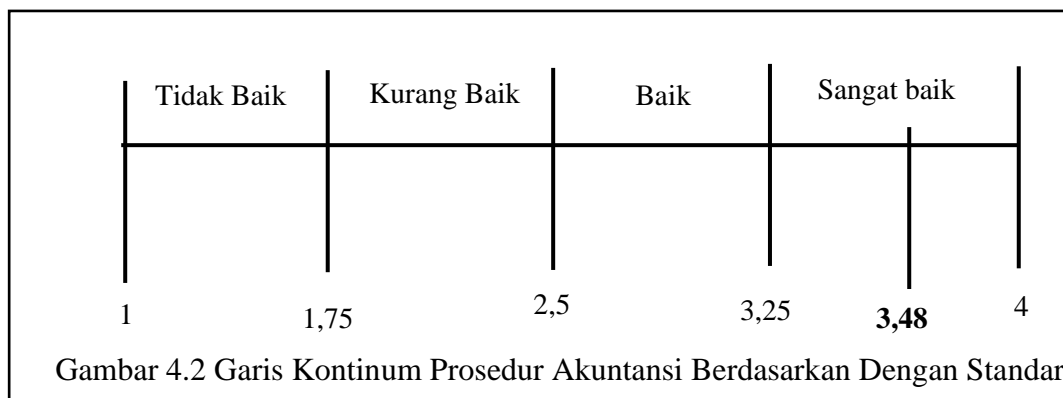 Tidak Baik Kurang Baik Baik Sangat baik
1 1,75 2,5 3,25 3,48 4
Gambar 4.2 Garis Kontinum Prosedur Akuntansi Berdasarkan Dengan Standar